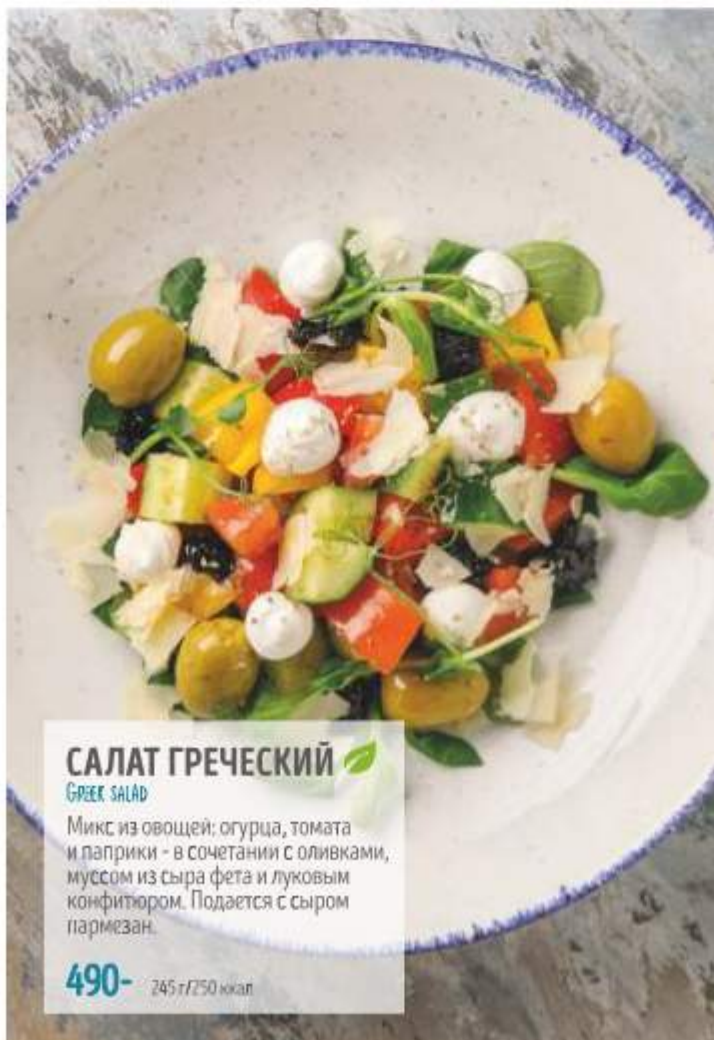 САЛАТ ГРЕЧЕСКИЙ
GREEK SALAD
Микс из овощей: огурца, томата
и паприки - в сочетании с оливками,
муссом из сыра фета и луковым
конфитюром. Подается с сыром
пармезан.
490- 245 г/250 ккал